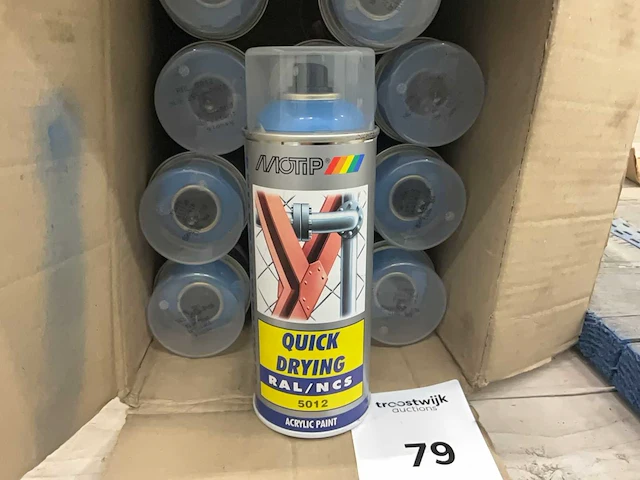 MOTIP
QUICK
DRYING
RAL/NCS
5012
ACRYLIC PAINT
troostwijk
auctions
79